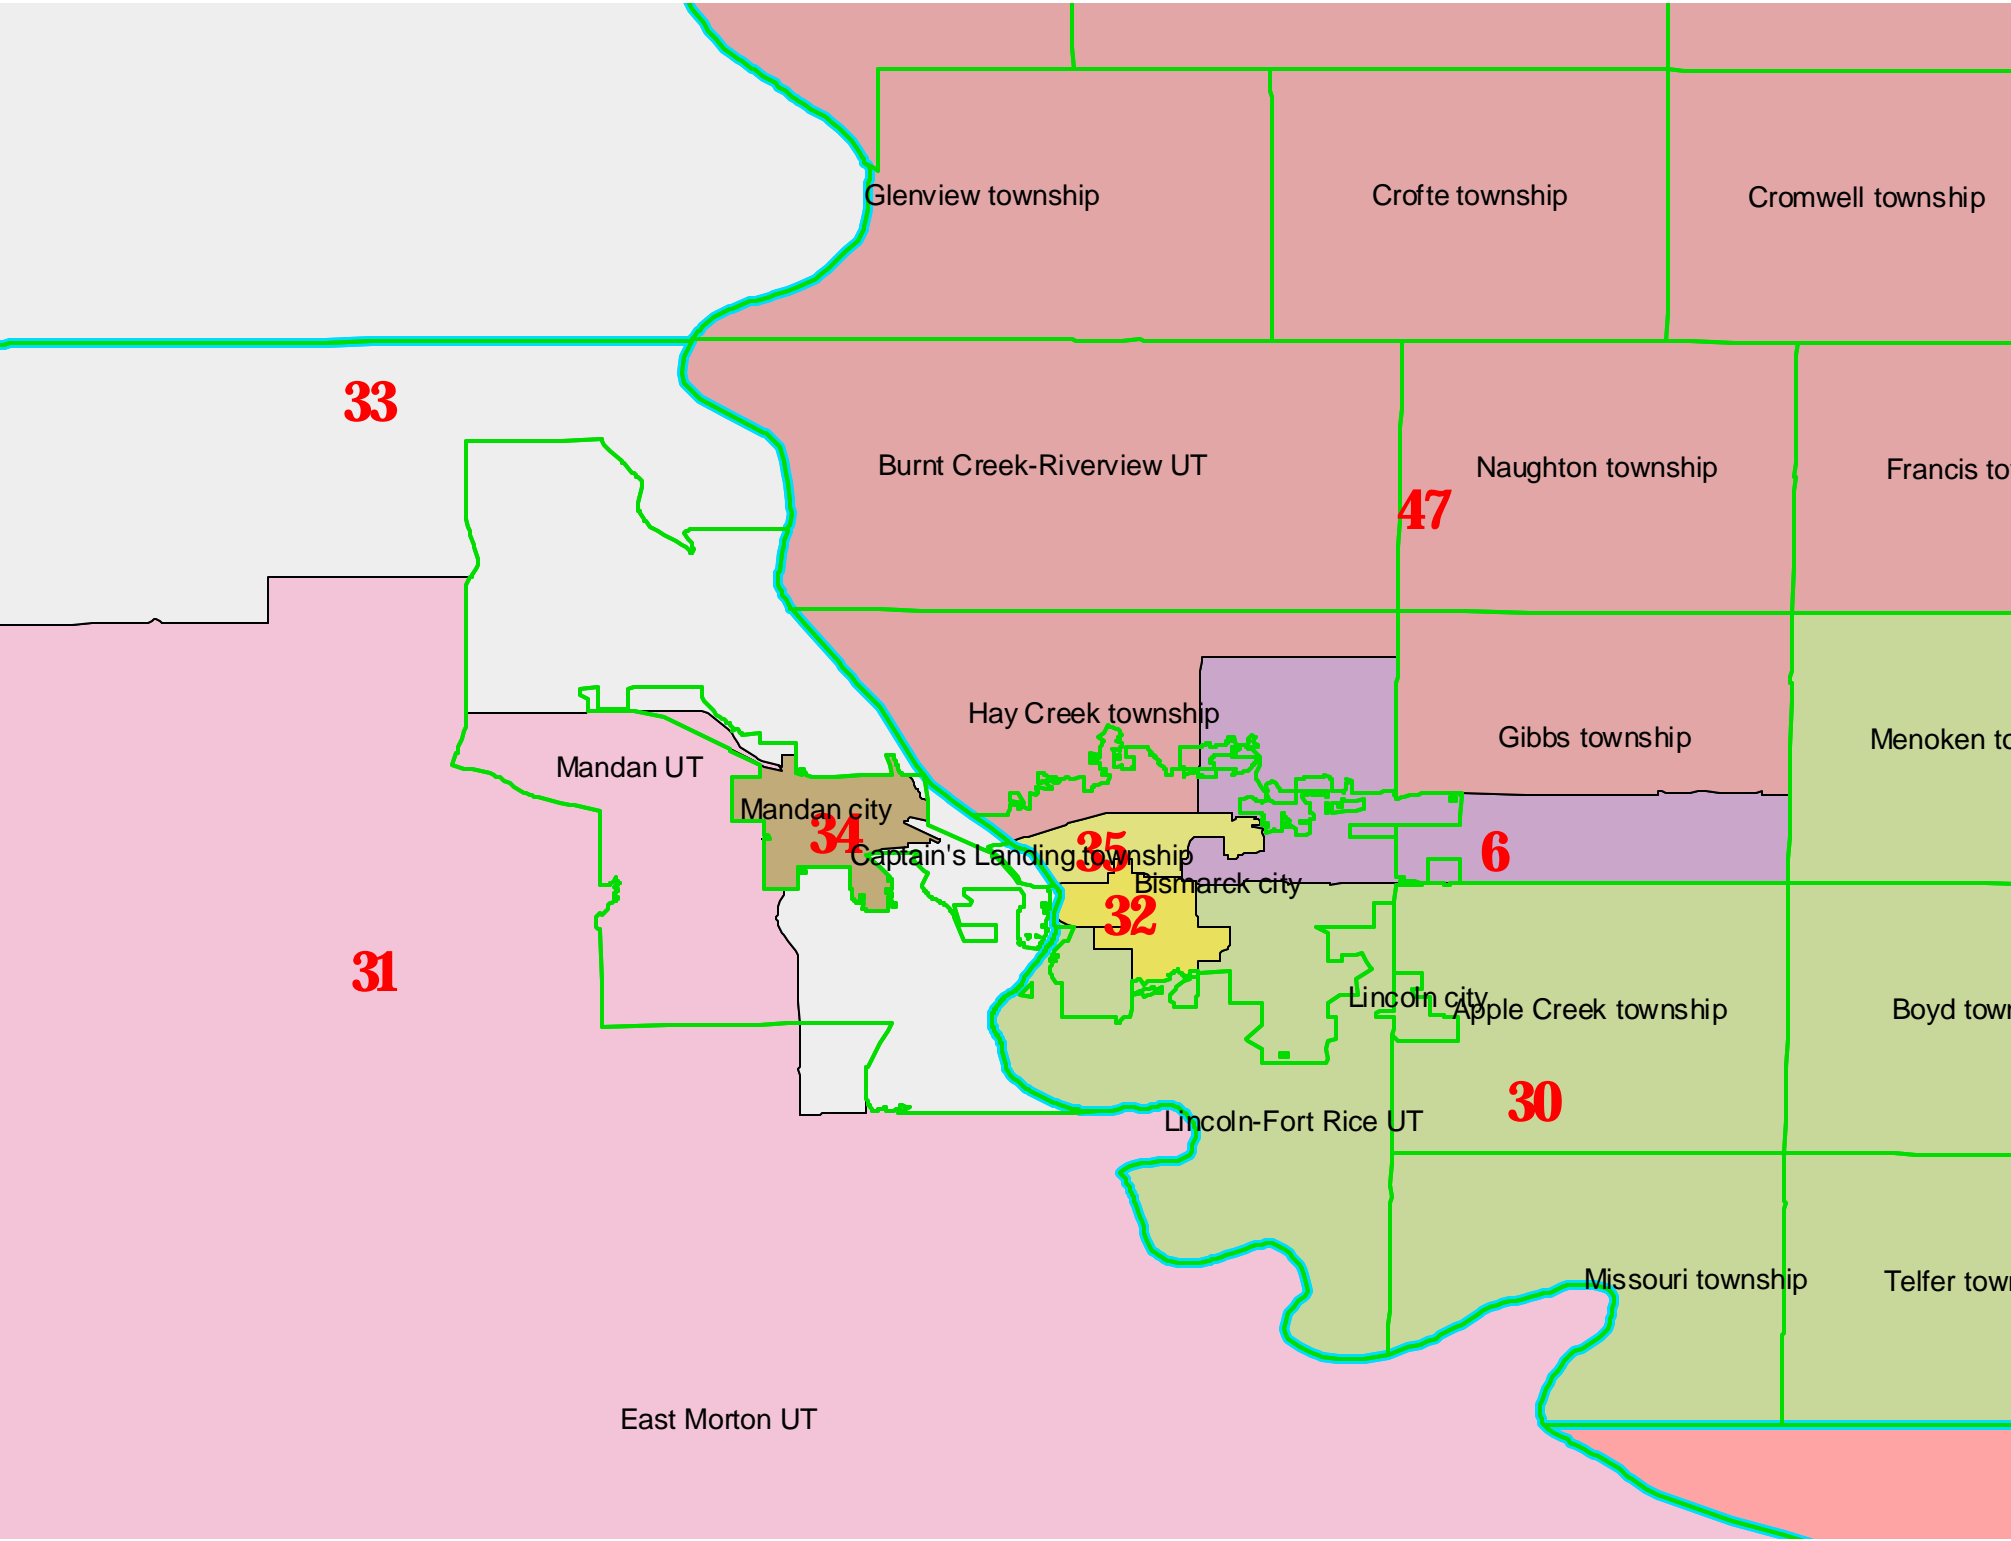 Glenview township
Crofte township
Cromwell township
33
Burnt Creek-Riverview UT
Naughton township
Francis to
47
Hay Creek township
Gibbs township
Menoken to
Mandan UT
Mandan city
34
35
6
Captain's Landing township
Bismarck city
32
31
Lincoln city
Apple Creek township
Boyd town
30
Lincoln-Fort Rice UT
Missouri township
Telfer town
East Morton UT